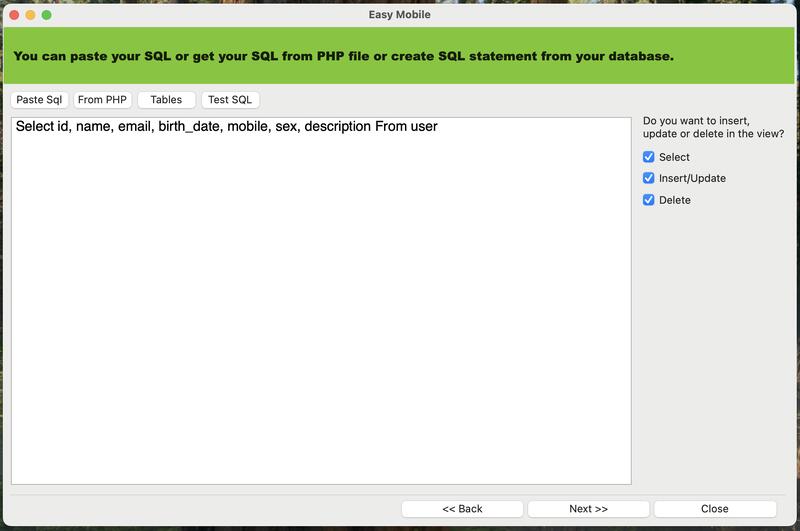 Easy Mobile
You can paste your SQL or get your SQL from PHP file or create SQL statement from your database.
Paste Sql
From PHP
Tables
Test SQL
Select id, name, email, birth_date, mobile, sex, description From user
Do you want to insert,
update or delete in the view?
Select
Insert/Update
Delete
<< Back
Next >>
Close